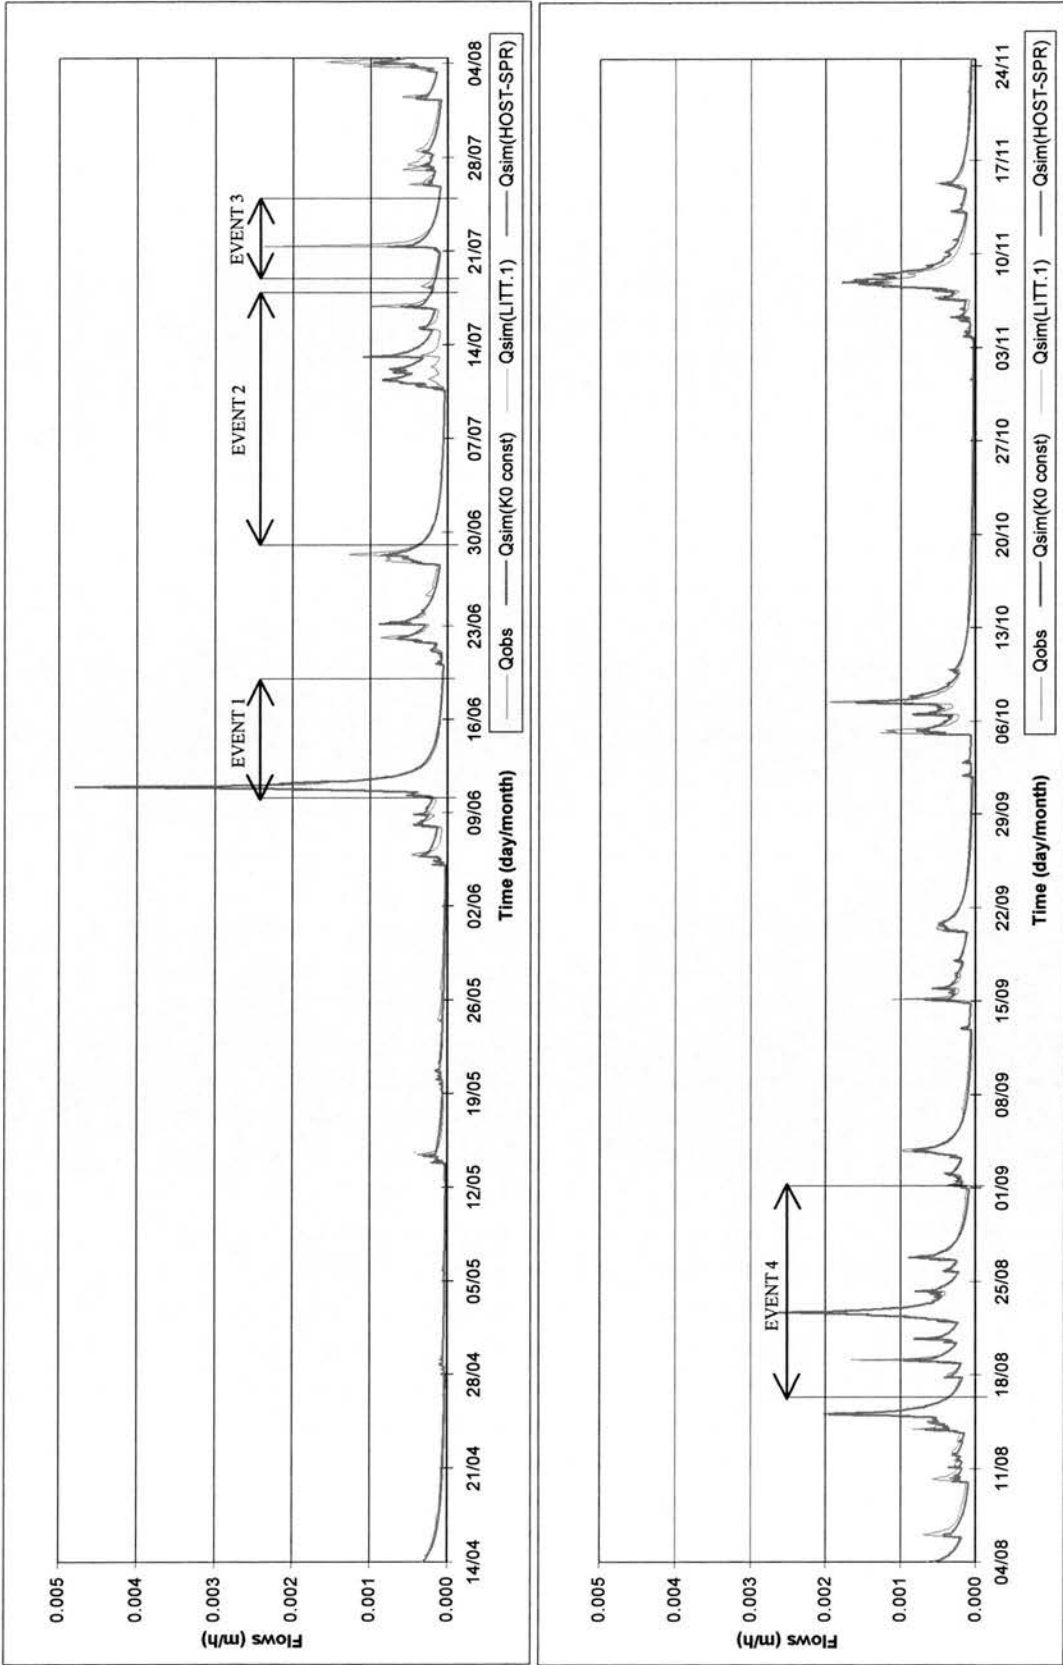 Flows (m/h)
0.005
0.004
0.003
0.002
0.001
0.000
EVENT 1
EVENT 2
EVENT 3
14/04
21/04
28/04
05/05
12/05
19/05
26/05
02/06
09/06
16/06
23/06
30/06
07/07
14/07
21/07
28/07
04/08
Time (day/month)
Qobs
Qsim(K0 const)
Qsim(LITT.1)
Qsim(HOST-SPR)
Flows (m/h)
0.005
0.004
0.003
0.002
0.001
0.000
EVENT 4
04/08
11/08
18/08
25/08
01/09
08/09
15/09
22/09
29/09
06/10
13/10
20/10
27/10
03/11
10/11
17/11
24/11
Time (day/month)
Qobs
Qsim(K0 const)
Qsim(LITT.1)
Qsim(HOST-SPR)